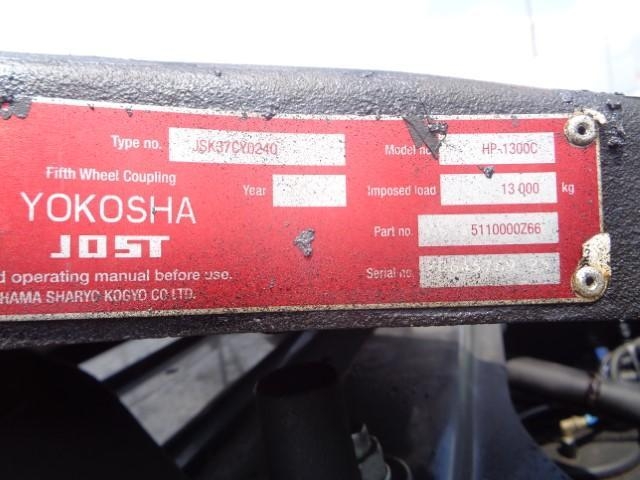 Type no. JSK37CY0240
Model no HP-1300C
Fifth Wheel Coupling
Year
Imposed load 13 000 kg
YOKOSHA
JOST
Part no. 5110000Z66
d operating manual before use.
Serial no.
HAMA SHARYO KOGYO CO.LTD.